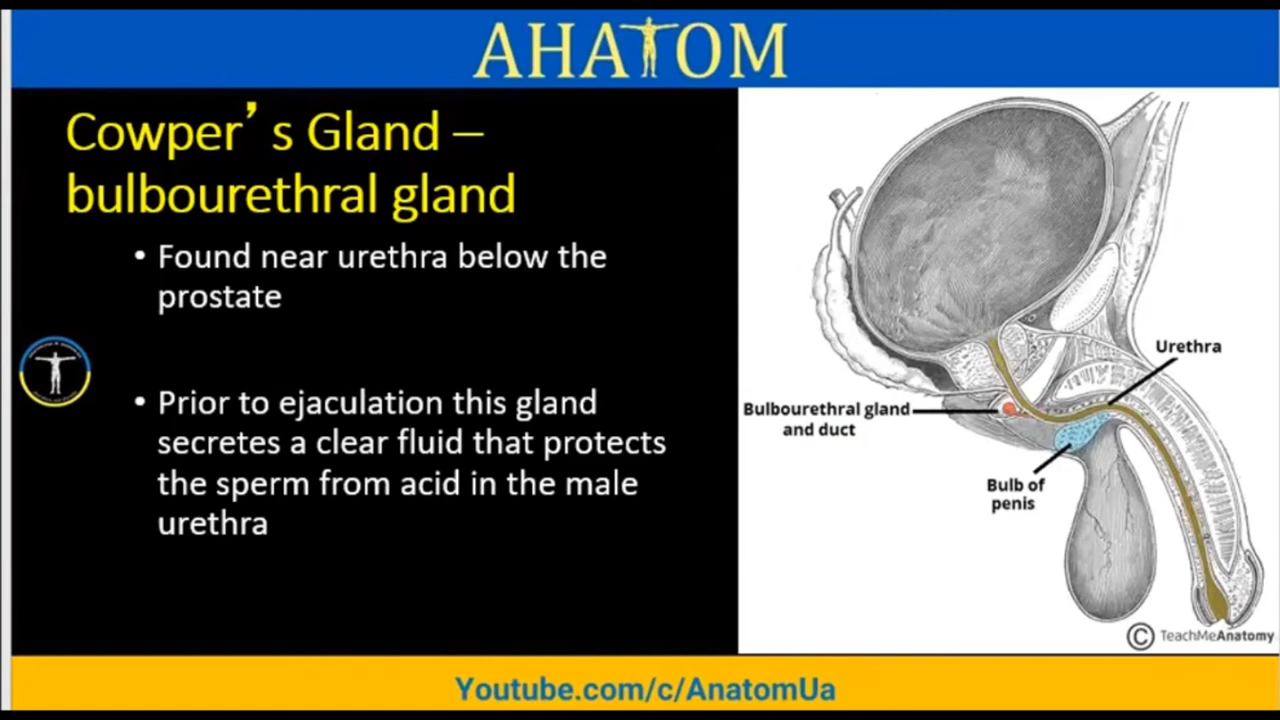 АНАТОМ
Cowper’s Gland –
bulbourethral gland
• Found near urethra below the
prostate
• Prior to ejaculation this gland
secretes a clear fluid that protects
the sperm from acid in the male
urethra
Urethra
Bulbourethral gland
and duct
Bulb of
penis
© TeachMeAnatomy
Youtube.com/c/AnatomUa